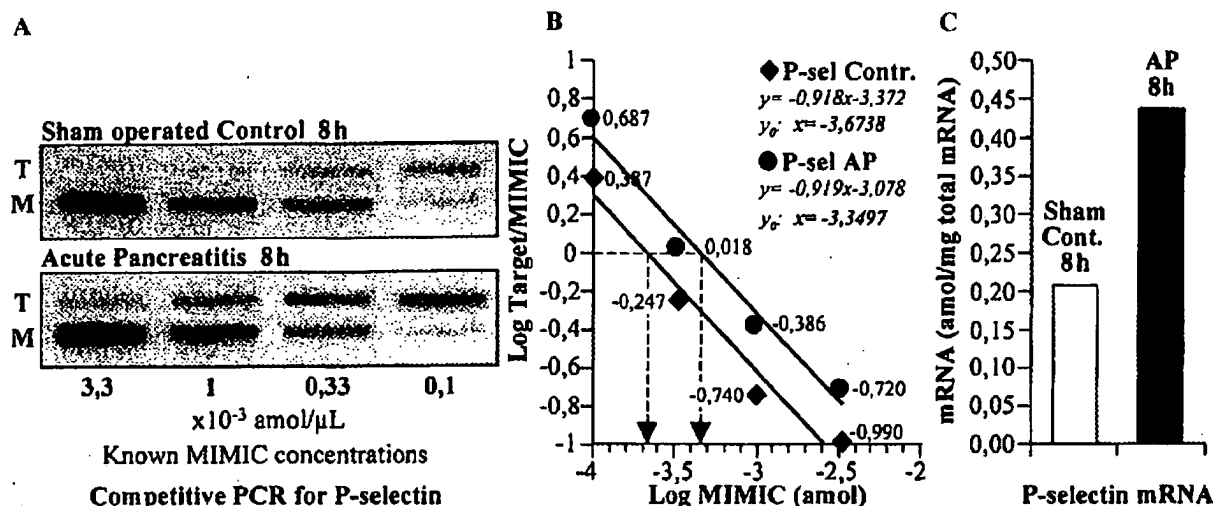 A
Sham operated Control 8h
T
M
Acute Pancreatitis 8h
T
M
3,3 1 0,33 0,1
x10⁻³ amol/µL
Known MIMIC concentrations
Competitive PCR for P-selectin
B
Log Target/MIMIC
1
0,8
0,6
0,4
0,2
0
-0,2
-0,4
-0,6
-0,8
-1
-4 -3,5 -3 -2,5 -2
Log MIMIC (amol)
P-sel Contr.
y= -0,918x-3,372
y₀: x=-3,6738
P-sel AP
y= -0,919x-3,078
y₀: x=-3,3497
0,687
0,387
0,018
-0,247
-0,386
-0,740
-0,720
-0,990
C
mRNA (amol/mg total mRNA)
0,50
0,45
0,40
0,35
0,30
0,25
0,20
0,15
0,10
0,05
0,00
Sham
Cont.
8h
AP
8h
P-selectin mRNA